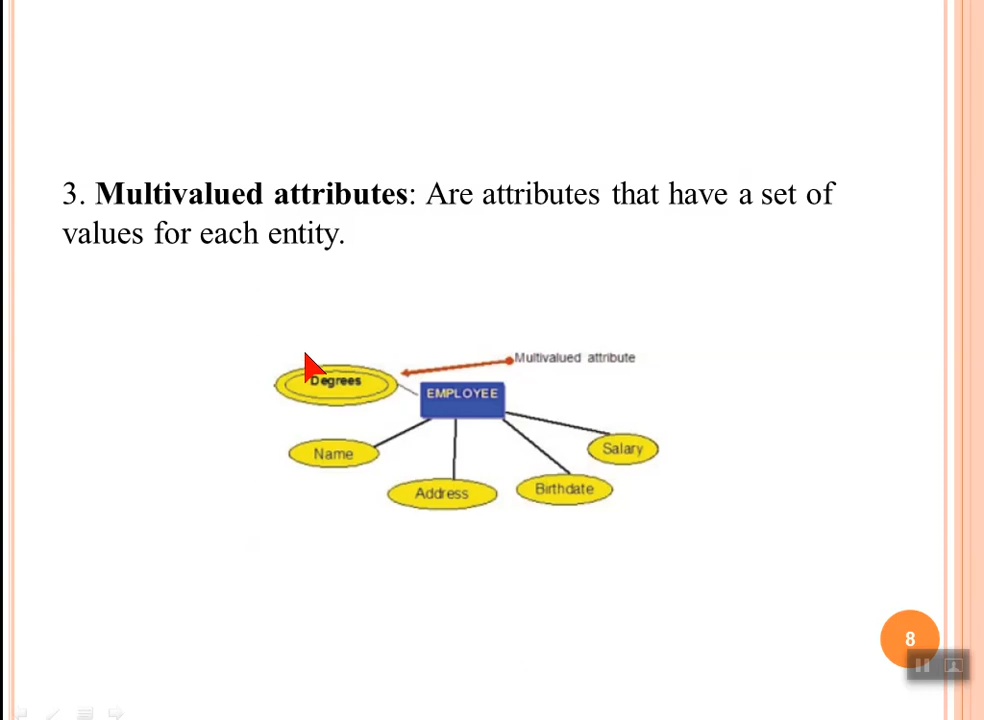 3. Multivalued attributes: Are attributes that have a set of
values for each entity.
Multivalued attribute
Degrees
EMPLOYEE
Name
Salary
Address
Birthdate
8